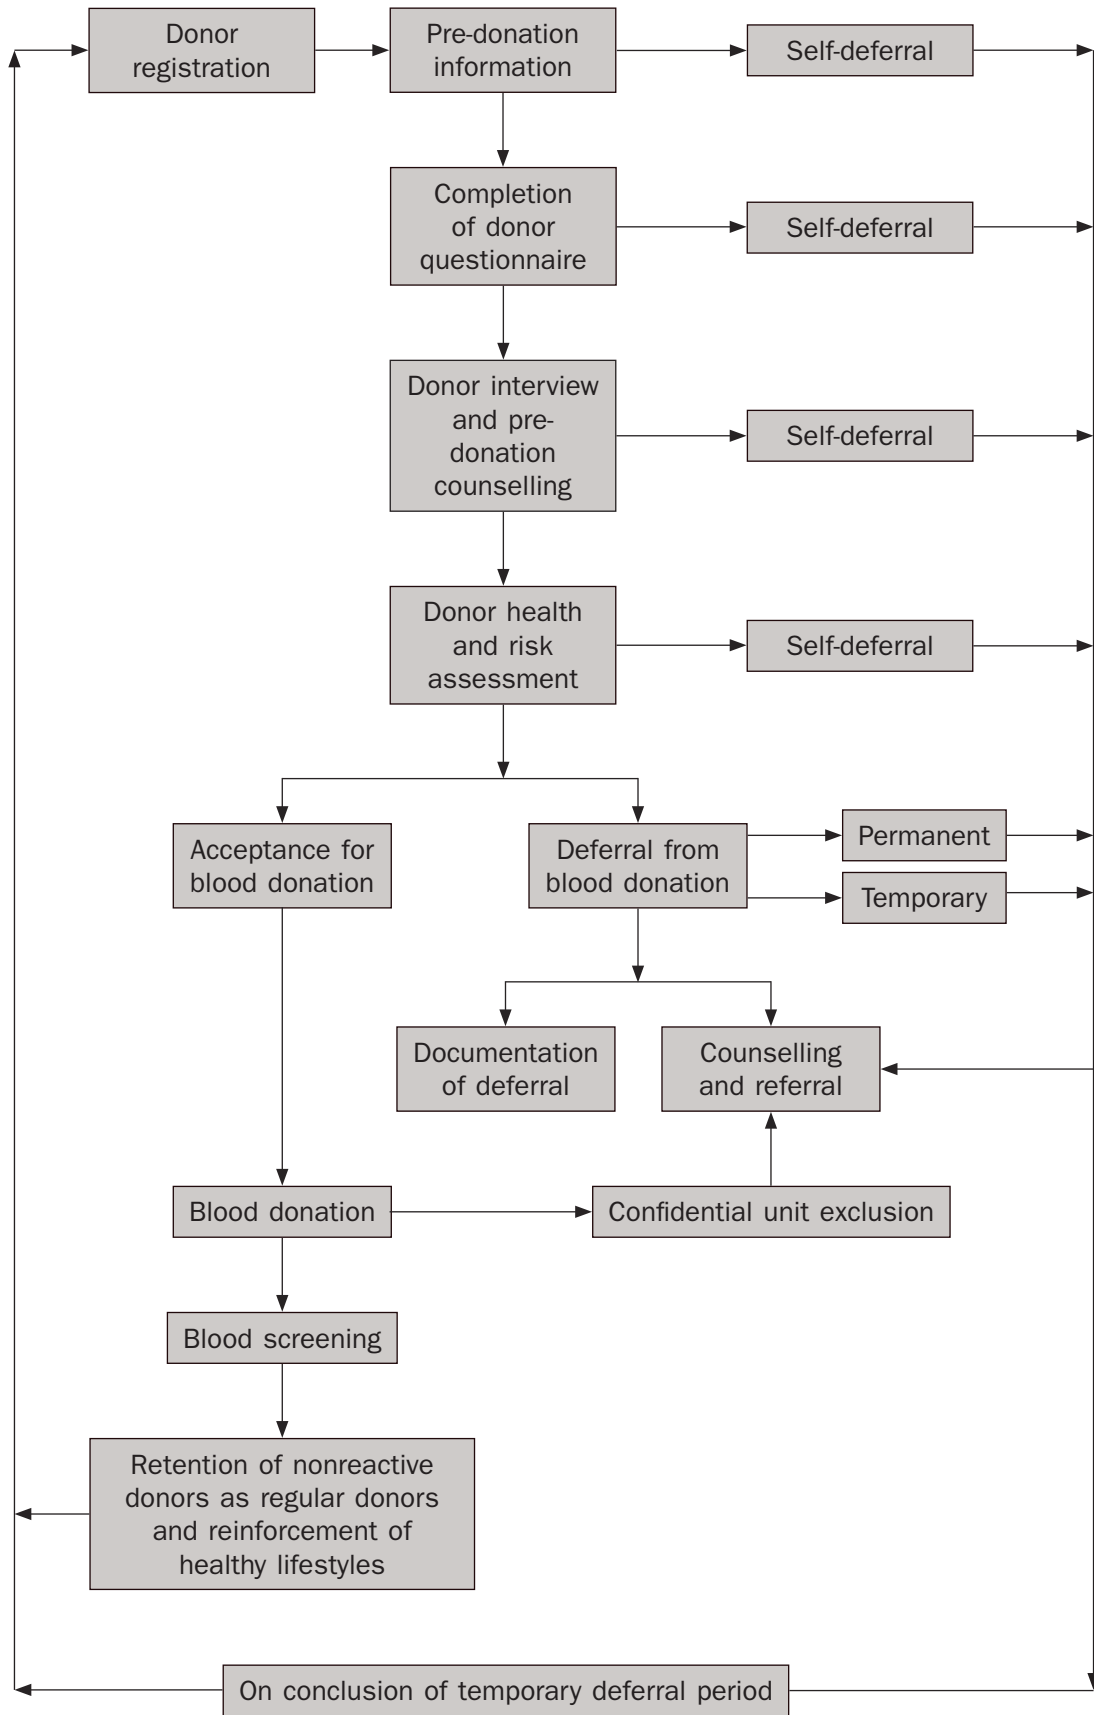 Donor
registration
Pre-donation
information
Self-deferral
Completion
of donor
questionnaire
Self-deferral
Donor interview
and pre-
donation
counselling
Self-deferral
Donor health
and risk
assessment
Self-deferral
Acceptance for
blood donation
Deferral from
blood donation
Permanent
Temporary
Documentation
of deferral
Counselling
and referral
Blood donation
Confidential unit exclusion
Blood screening
Retention of nonreactive
donors as regular donors
and reinforcement of
healthy lifestyles
On conclusion of temporary deferral period